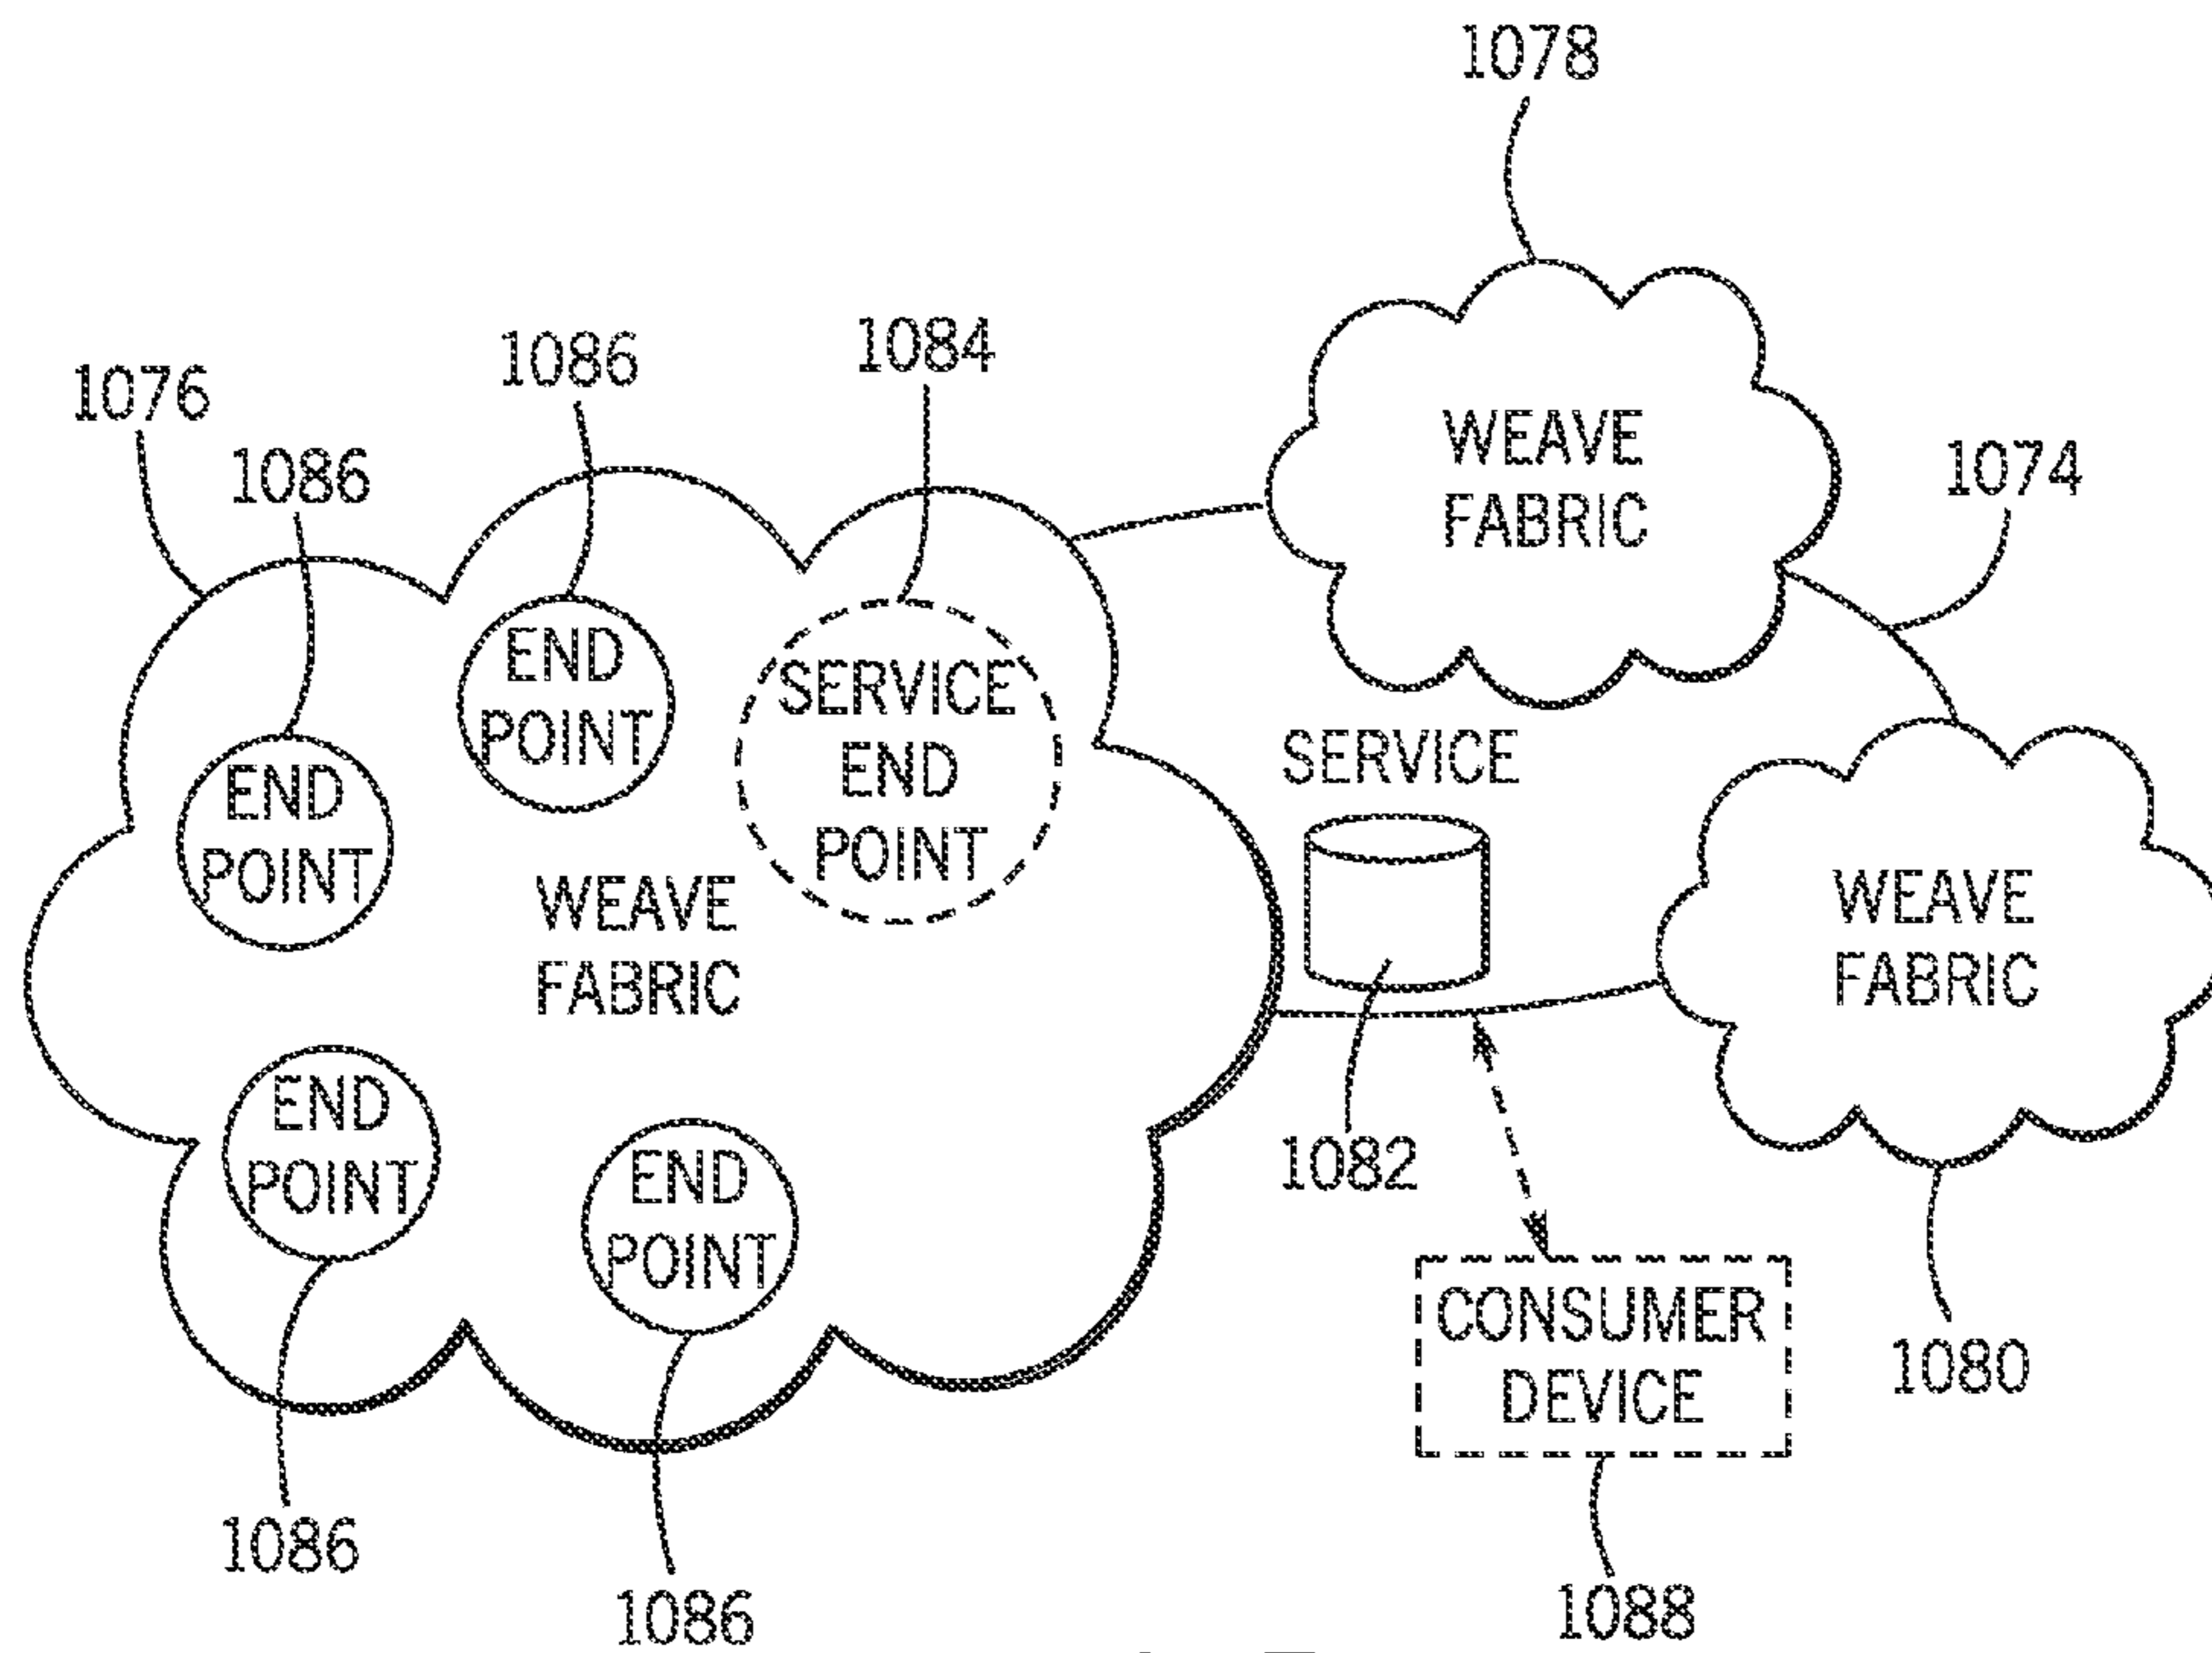 1078
1084
1086
1076
1086
1074
WEAVE
FABRIC
END
POINT
SERVICE
END
POINT
END
POINT
SERVICE
WEAVE
FABRIC
WEAVE
FABRIC
END
POINT
END
POINT
1082
CONSUMER
DEVICE
1080
1086
1086
1088